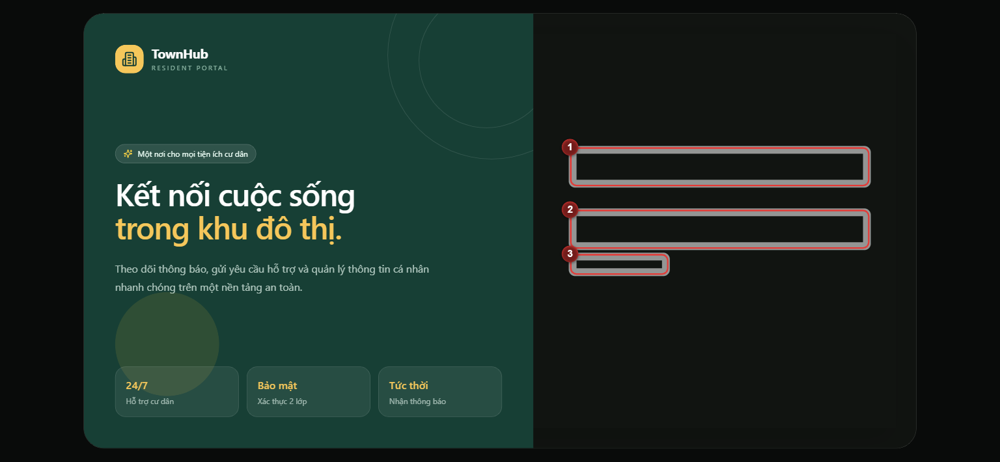 TownHub
RESIDENT PORTAL
Một nơi cho mọi tiện ích cư dân
Kết nối cuộc sống
trong khu đô thị.
Theo dõi thông báo, gửi yêu cầu hỗ trợ và quản lý thông tin cá nhân
nhanh chóng trên một nền tảng an toàn.
24/7
Hỗ trợ cư dân
Bảo mật
Xác thực 2 lớp
Tức thời
Nhận thông báo
1
2
3